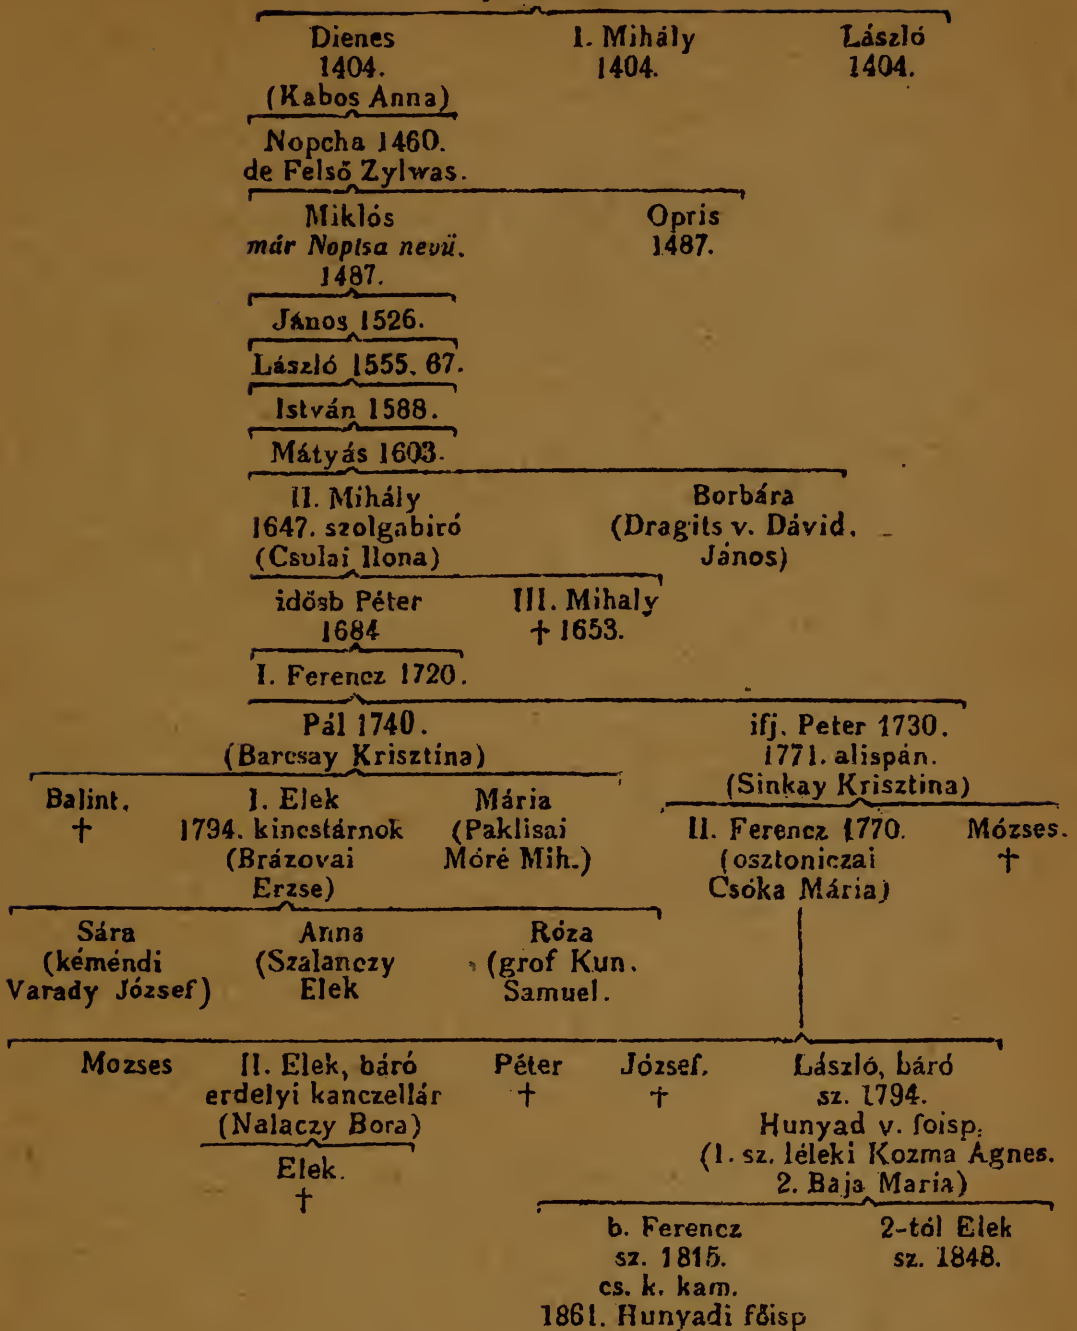 Dienes I. Mihály László
1404. 1404. 1404.
(Kabos Anna)
Nopcha 1460.
de Felső Zylwas.
Miklós Opris
már Noptsa nevü. 1487.
1487.
János 1526.
László 1555. 67.
István 1588.
Mátyás 1603.
II. Mihály Borbára
1647. szolgabiró (Dragits v. Dávid.
(Csulai Ilona) János)
idősb Péter III. Mihaly
1684 † 1653.
I. Ferencz 1720.
Pál 1740. ifj. Peter 1730.
(Barcsay Krisztína) 1771. alispán.
(Sinkay Krisztina)
Balint. I. Elek Mária II. Ferencz 1770. Mózses.
† 1794. kincstárnok (Paklisai (osztoniczai †
(Brázovai Móré Mih.) Csóka Mária)
Erzse)
Sára Anna Róza
(kéméndi (Szalanczy (grof Kun.
Varady József) Elek Samuel.
Mozses II. Elek, báró Péter József. László, báró
erdelyi kanczellár † † sz. 1794.
(Nalaczy Bora) Hunyad v. foisp.
Elek. (1. sz. léleki Kozma Agnes.
† 2. Baja Maria)
b. Ferencz 2-tól Elek
sz. 1815. sz. 1848.
cs. k. kam.
1861. Hunyadi főisp